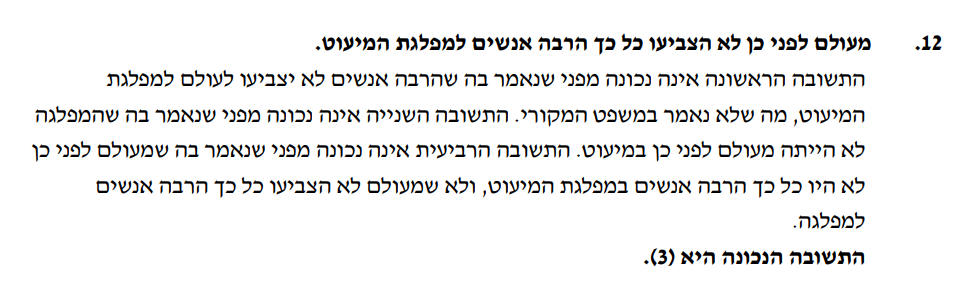 12. מעולם לפני כן לא הצביעו כל כך הרבה אנשים למפלגת המיעוט.
התשובה הראשונה אינה נכונה מפני שנאמר בה שהרבה אנשים לא יצביעו לעולם למפלגת
המיעוט, מה שלא נאמר במשפט המקורי. התשובה השנייה אינה נכונה מפני שנאמר בה שהמפלגה
לא הייתה מעולם לפני כן במיעוט. התשובה הרביעית אינה נכונה מפני שנאמר בה שמעולם לפני כן
לא היו כל כך הרבה אנשים במפלגת המיעוט, ולא שמעולם לא הצביעו כל כך הרבה אנשים
למפלגה.
התשובה הנכונה היא (3).